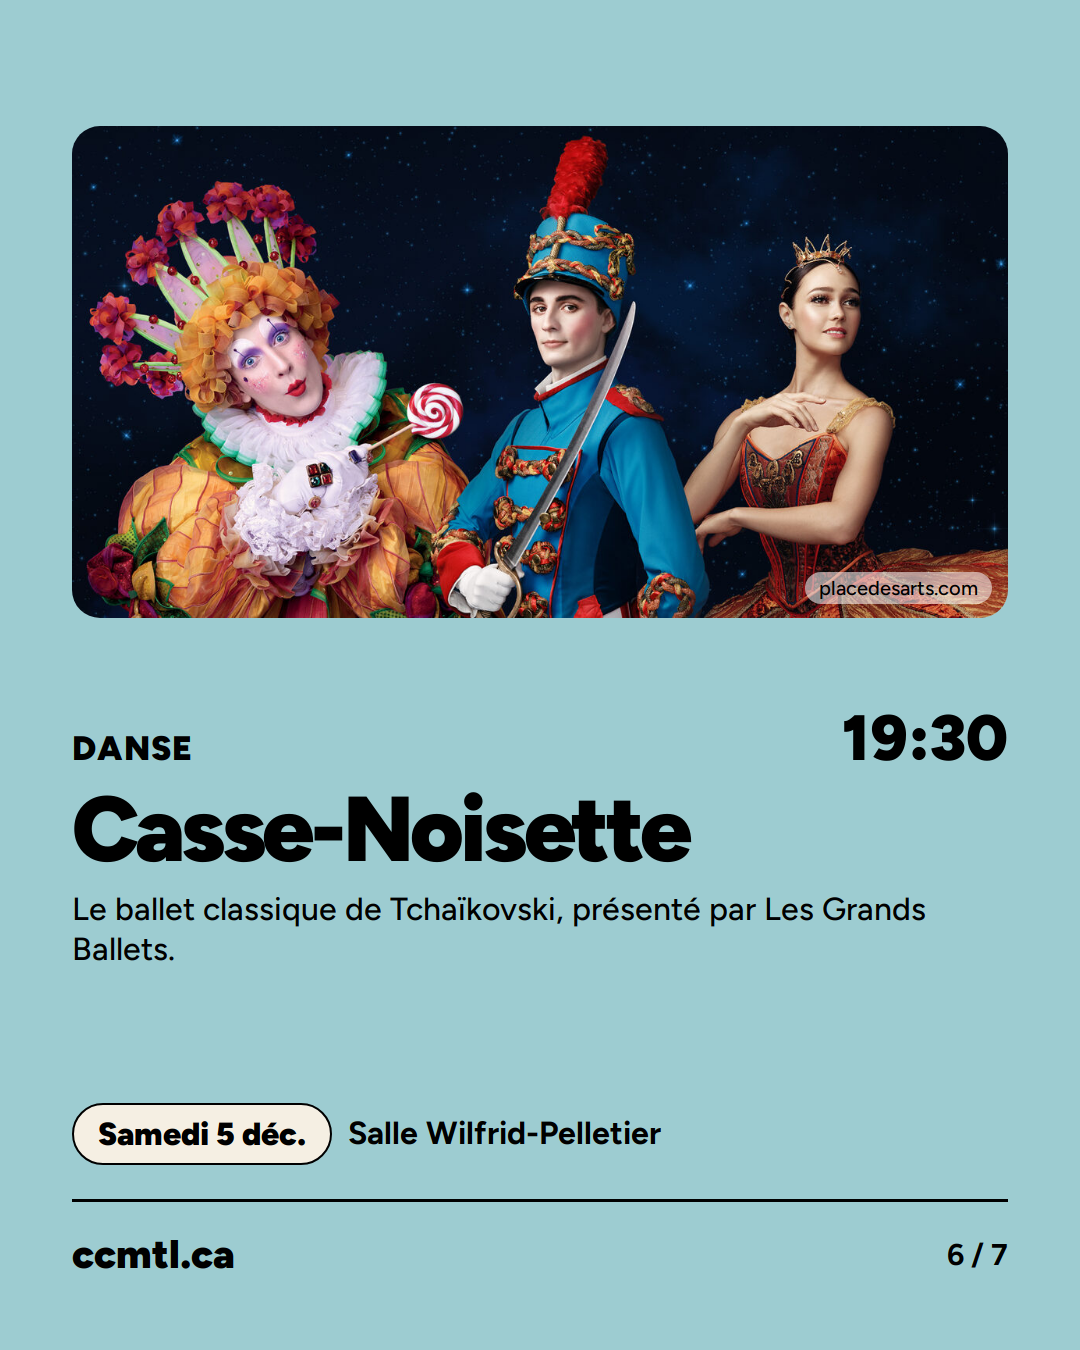 placedesarts.com
DANSE
19:30
Casse-Noisette
Le ballet classique de Tchaïkovski, présenté par Les Grands
Ballets.
Samedi 5 déc.
Salle Wilfrid-Pelletier
ccmtl.ca
6 / 7